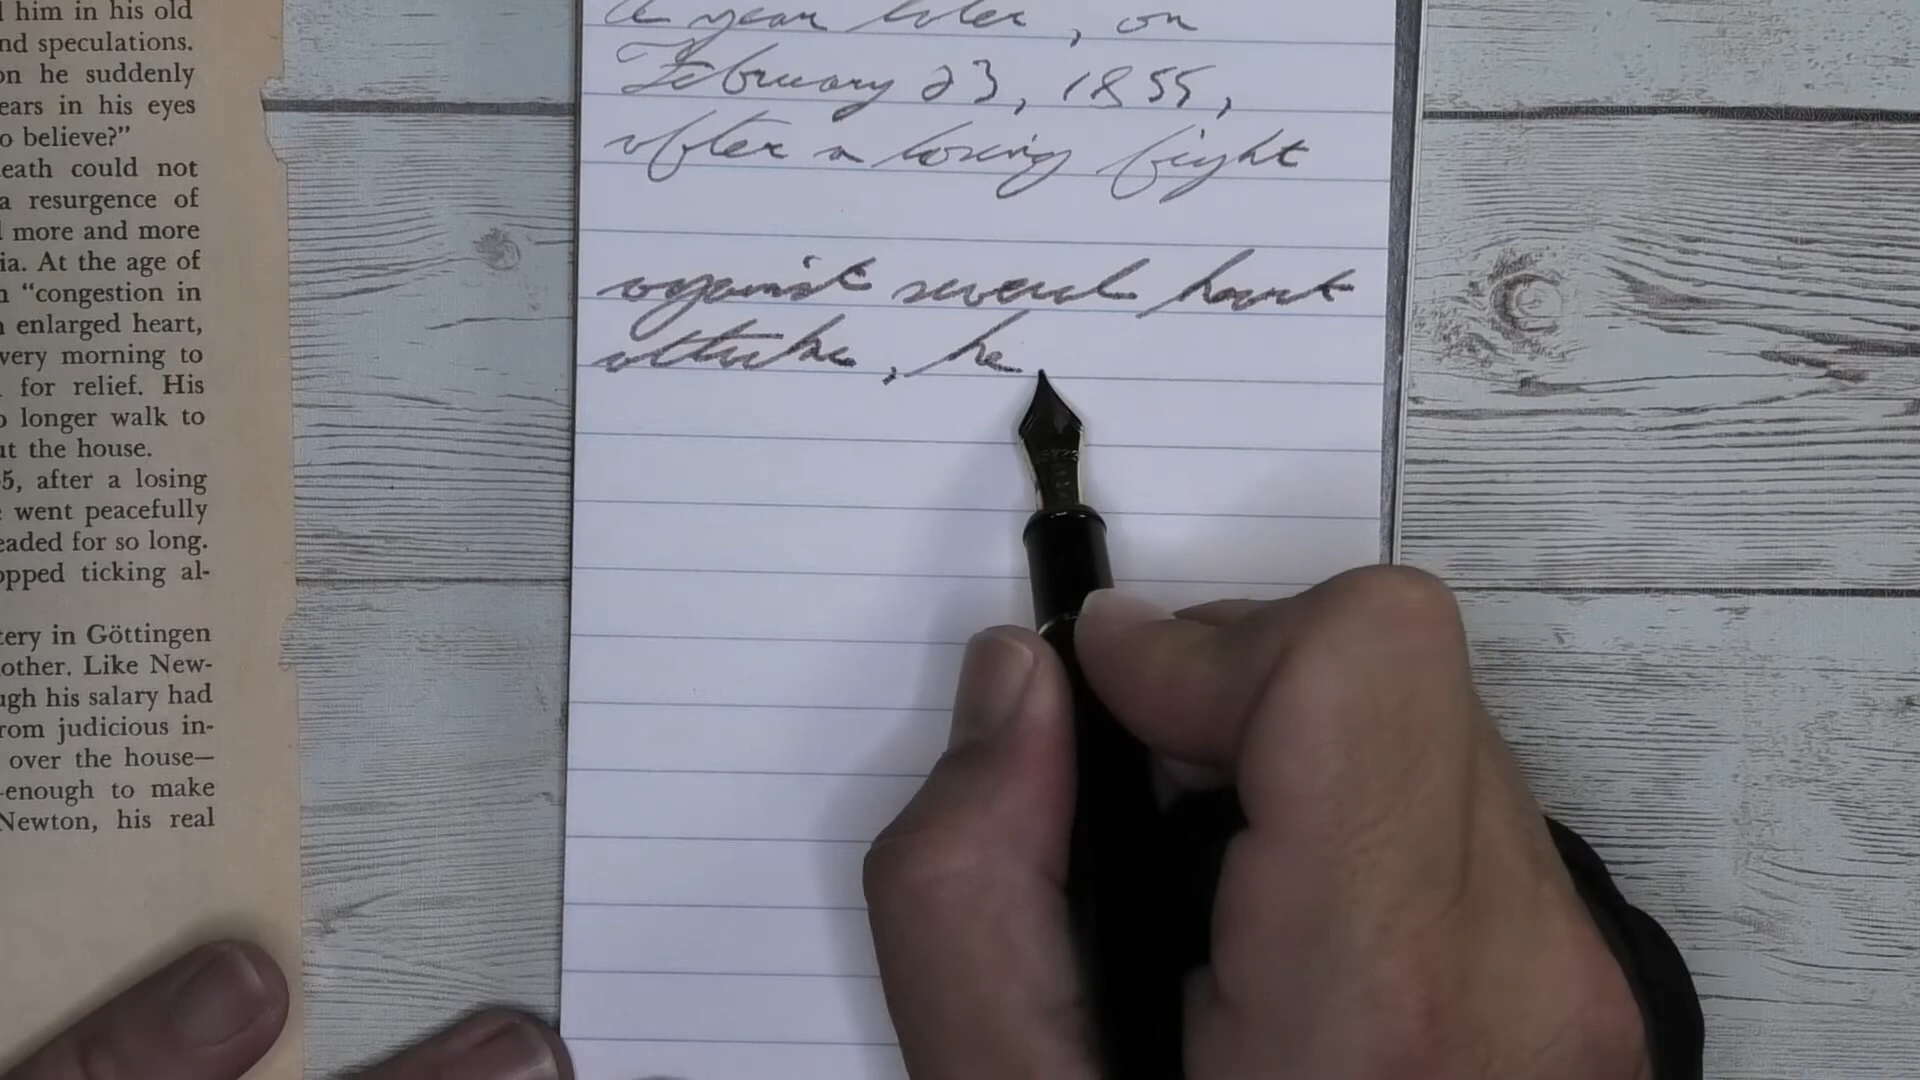 him in his old
nd speculations.
on he suddenly
ears in his eyes
o believe?"
eath could not
a resurgence of
l more and more
ia. At the age of
n "congestion in
n enlarged heart,
very morning to
for relief. His
o longer walk to
ut the house.
5, after a losing
e went peacefully
eaded for so long.
opped ticking al-
tery in Göttingen
other. Like New-
ugh his salary had
rom judicious in-
over the house—
-enough to make
Newton, his real
A year later, on
February 23, 1855,
after a losing fight
against several heart
attacks, he